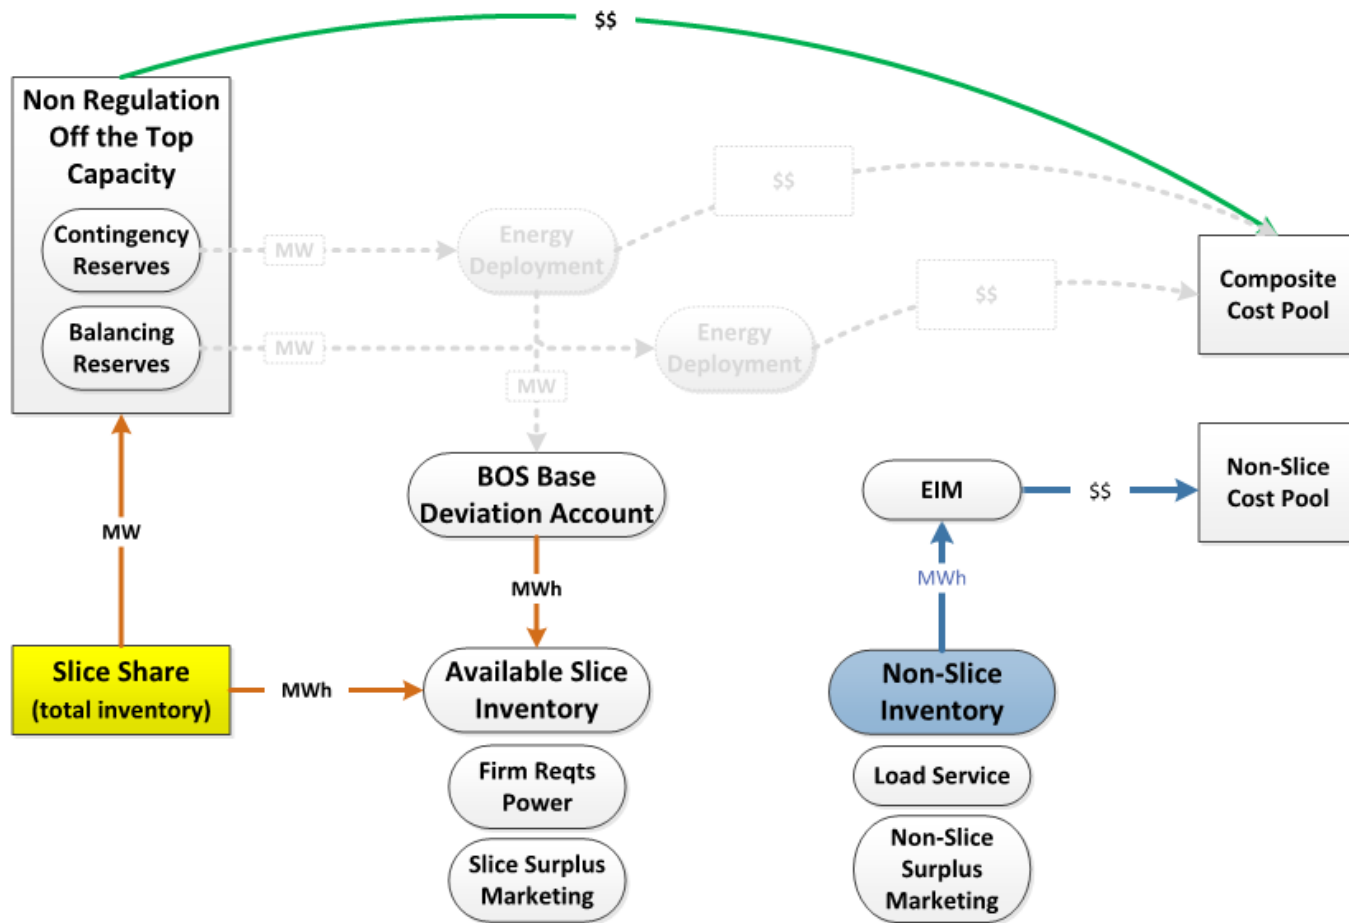 $$
Non Regulation
Off the Top
Capacity
Contingency
Reserves
Balancing
Reserves
MW
MW
Energy
Deployment
$$
Energy
Deployment
$$
MW
Composite
Cost Pool
BOS Base
Deviation Account
EIM
$$
Non-Slice
Cost Pool
MW
MWh
MWh
Slice Share
(total inventory)
MWh
Available Slice
Inventory
Non-Slice
Inventory
Firm Reqts
Power
Load Service
Slice Surplus
Marketing
Non-Slice
Surplus
Marketing